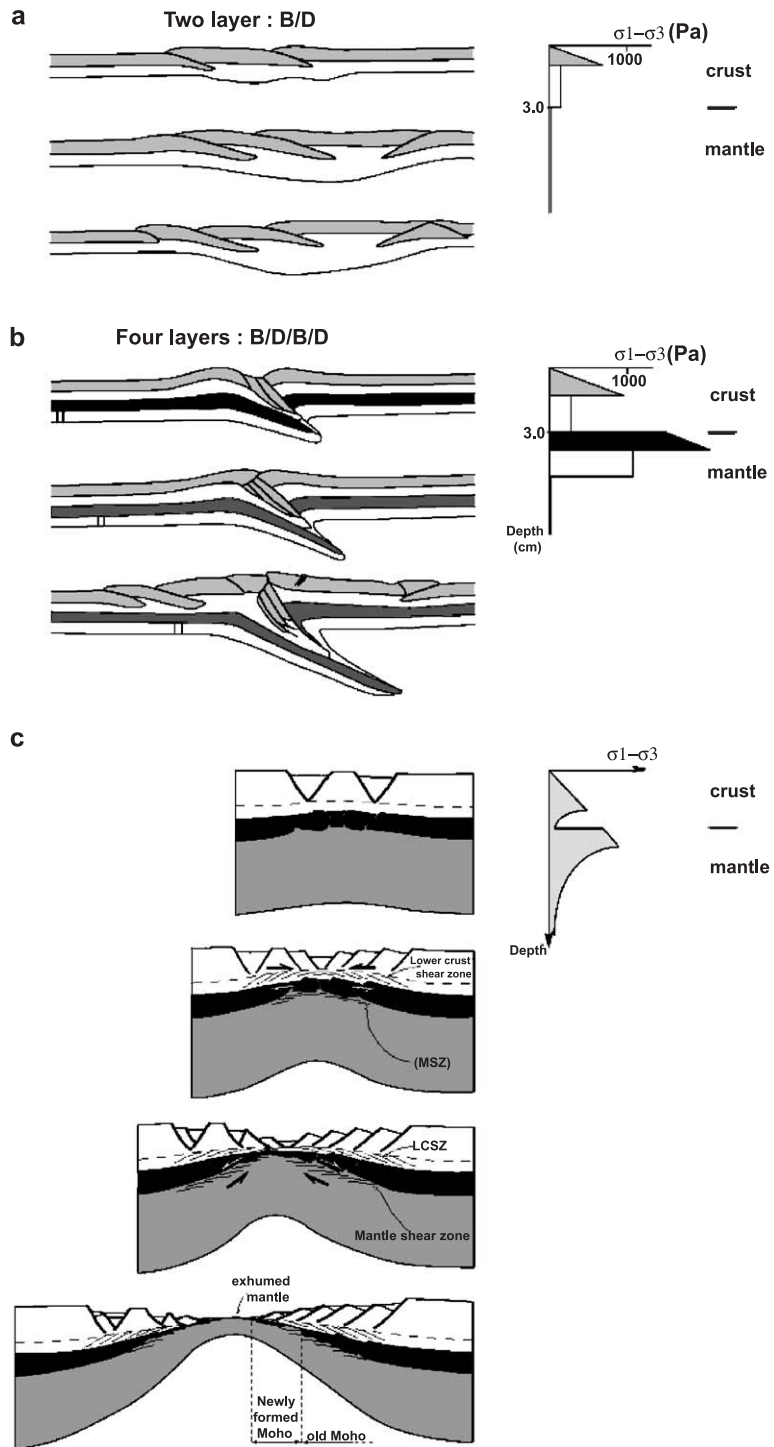 a
Two layer : B/D
σ1–σ3 (Pa)
1000
crust
3.0
mantle
b
Four layers : B/D/B/D
σ1–σ3 (Pa)
1000
crust
3.0
mantle
Depth
(cm)
c
σ1–σ3
crust
mantle
Depth
Lower crust
shear zone
(MSZ)
LCSZ
Mantle shear zone
exhumed
mantle
Newly
formed
Moho
old Moho